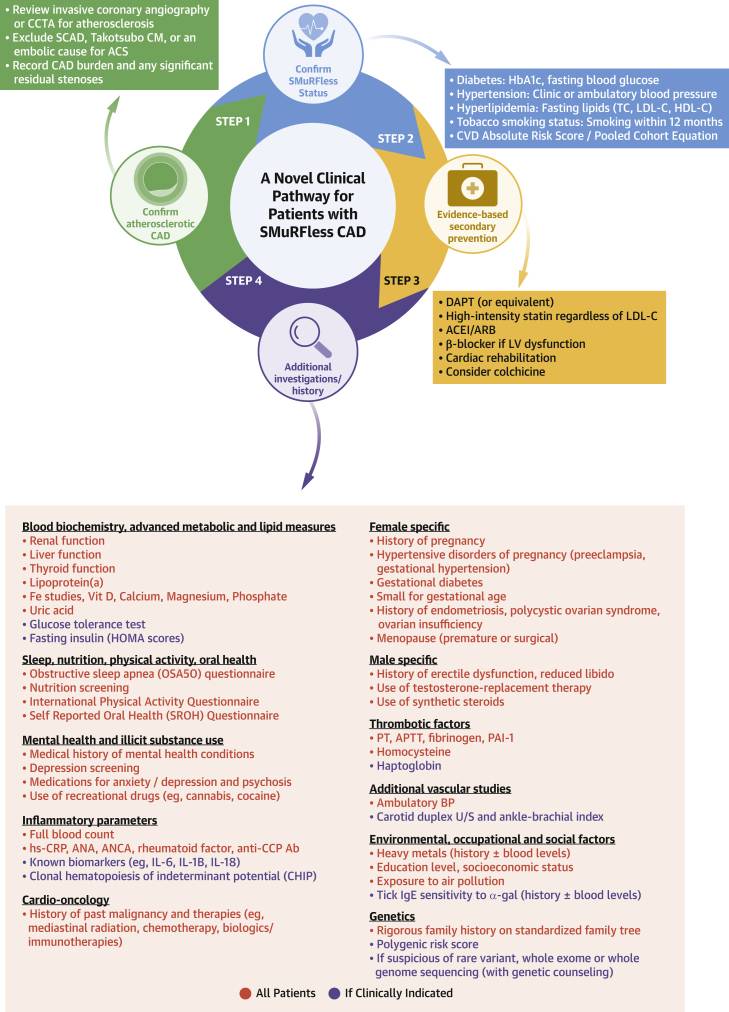 • Review invasive coronary angiography
or CCTA for atherosclerosis
• Exclude SCAD, Takotsubo CM, or an
embolic cause for ACS
• Record CAD burden and any significant
residual stenoses
Confirm
SMuRFless
Status
• Diabetes: HbA1c, fasting blood glucose
• Hypertension: Clinic or ambulatory blood pressure
• Hyperlipidemia: Fasting lipids (TC, LDL-C, HDL-C)
• Tobacco smoking status: Smoking within 12 months
• CVD Absolute Risk Score / Pooled Cohort Equation
STEP 1
STEP 2
A Novel Clinical
Pathway for
Patients with
SMuRFless CAD
Confirm
atherosclerotic
CAD
Evidence-based
secondary
prevention
STEP 4
STEP 3
• DAPT (or equivalent)
• High-intensity statin regardless of LDL-C
• ACEI/ARB
• β-blocker if LV dysfunction
• Cardiac rehabilitation
• Consider colchicine
Additional
investigations/
history
Blood biochemistry, advanced metabolic and lipid measures
• Renal function
• Liver function
• Thyroid function
• Lipoprotein(a)
• Fe studies, Vit D, Calcium, Magnesium, Phosphate
• Uric acid
• Glucose tolerance test
• Fasting insulin (HOMA scores)
Sleep, nutrition, physical activity, oral health
• Obstructive sleep apnea (OSA50) questionnaire
• Nutrition screening
• International Physical Activity Questionnaire
• Self Reported Oral Health (SROH) Questionnaire
Mental health and illicit substance use
• Medical history of mental health conditions
• Depression screening
• Medications for anxiety / depression and psychosis
• Use of recreational drugs (eg, cannabis, cocaine)
Inflammatory parameters
• Full blood count
• hs-CRP, ANA, ANCA, rheumatoid factor, anti-CCP Ab
• Known biomarkers (eg, IL-6, IL-1B, IL-18)
• Clonal hematopoiesis of indeterminant potential (CHIP)
Cardio-oncology
• History of past malignancy and therapies (eg,
mediastinal radiation, chemotherapy, biologics/
immunotherapies)
Female specific
• History of pregnancy
• Hypertensive disorders of pregnancy (preeclampsia,
gestational hypertension)
• Gestational diabetes
• Small for gestational age
• History of endometriosis, polycystic ovarian syndrome,
ovarian insufficiency
• Menopause (premature or surgical)
Male specific
• History of erectile dysfunction, reduced libido
• Use of testosterone-replacement therapy
• Use of synthetic steroids
Thrombotic factors
• PT, APTT, fibrinogen, PAI-1
• Homocysteine
• Haptoglobin
Additional vascular studies
• Ambulatory BP
• Carotid duplex U/S and ankle-brachial index
Environmental, occupational and social factors
• Heavy metals (history ± blood levels)
• Education level, socioeconomic status
• Exposure to air pollution
• Tick IgE sensitivity to α-gal (history ± blood levels)
Genetics
• Rigorous family history on standardized family tree
• Polygenic risk score
• If suspicious of rare variant, whole exome or whole
genome sequencing (with genetic counseling)
All Patients
If Clinically Indicated